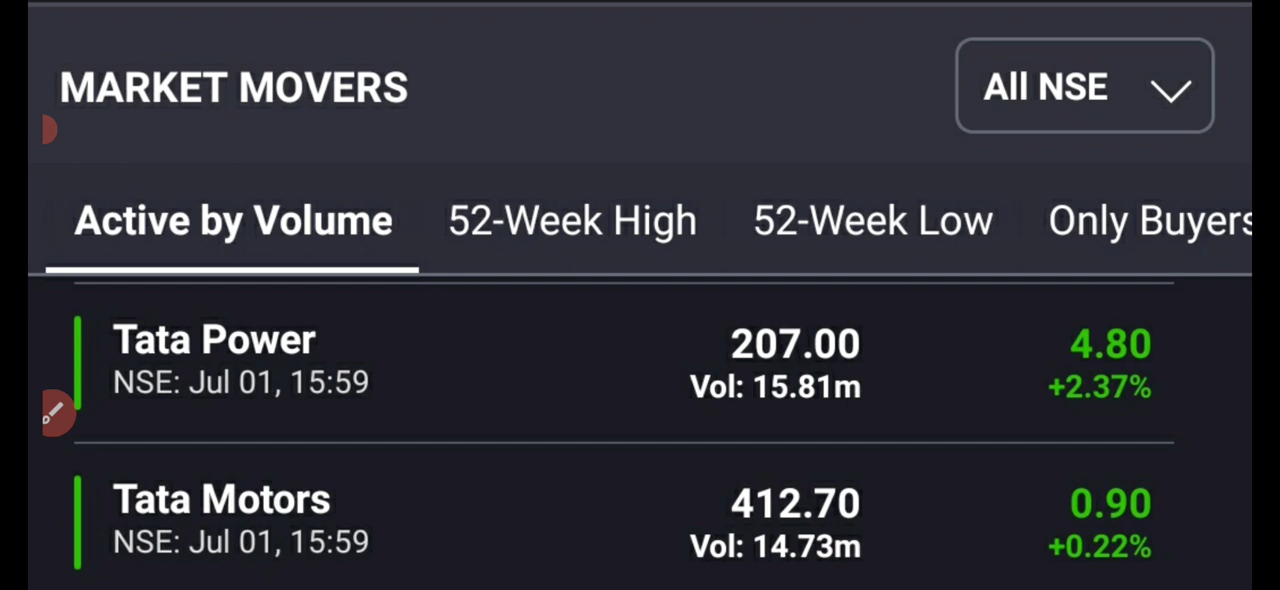 MARKET MOVERS
All NSE
Active by Volume 52-Week High 52-Week Low Only Buyers
Tata Power 207.00 4.80
NSE: Jul 01, 15:59 Vol: 15.81m +2.37%
Tata Motors 412.70 0.90
NSE: Jul 01, 15:59 Vol: 14.73m +0.22%